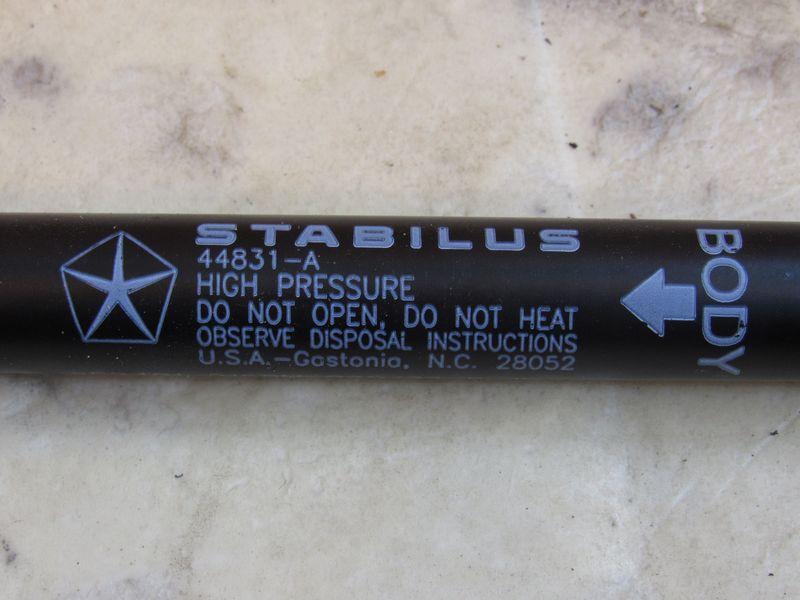 STABILUS
44831-A
HIGH PRESSURE
DO NOT OPEN, DO NOT HEAT
OBSERVE DISPOSAL INSTRUCTIONS
U.S.A.-Gastonia, N.C. 28052
BODY